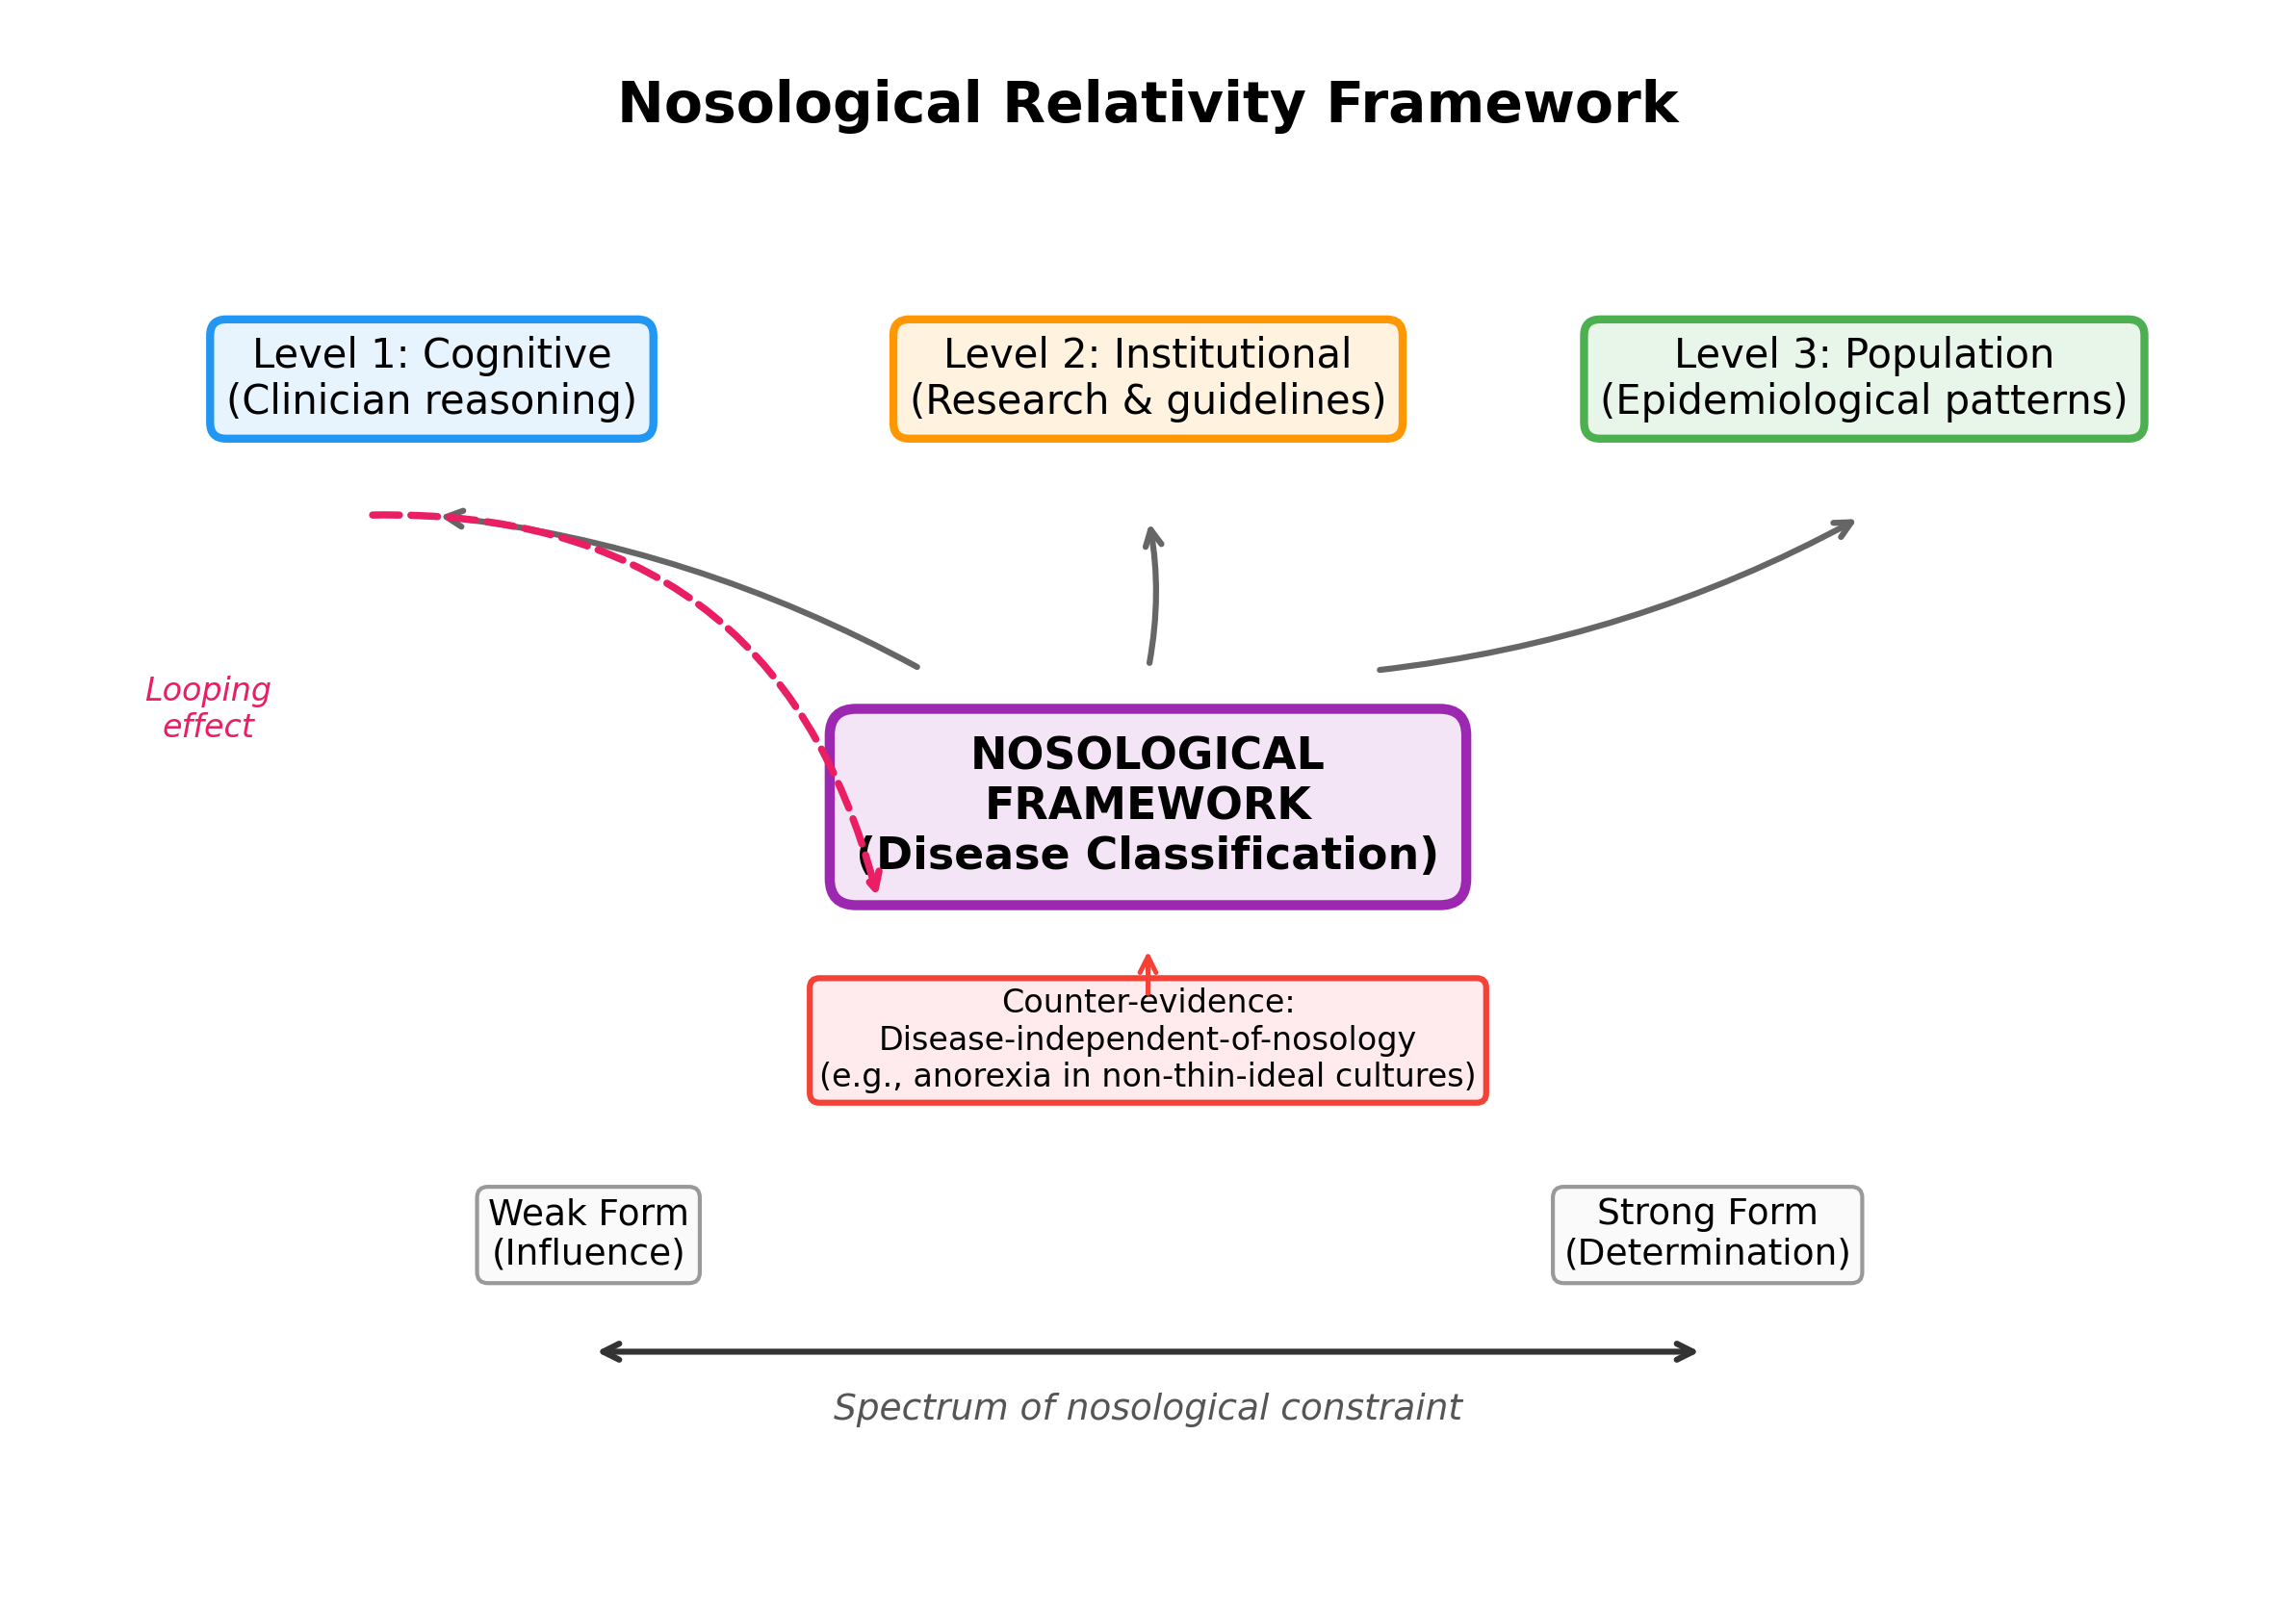 Nosological Relativity Framework
Level 1: Cognitive
(Clinician reasoning)
Level 2: Institutional
(Research & guidelines)
Level 3: Population
(Epidemiological patterns)
Looping
effect
NOSOLOGICAL
FRAMEWORK
(Disease Classification)
Counter-evidence:
Disease-independent-of-nosology
(e.g., anorexia in non-thin-ideal cultures)
Weak Form
(Influence)
Strong Form
(Determination)
Spectrum of nosological constraint